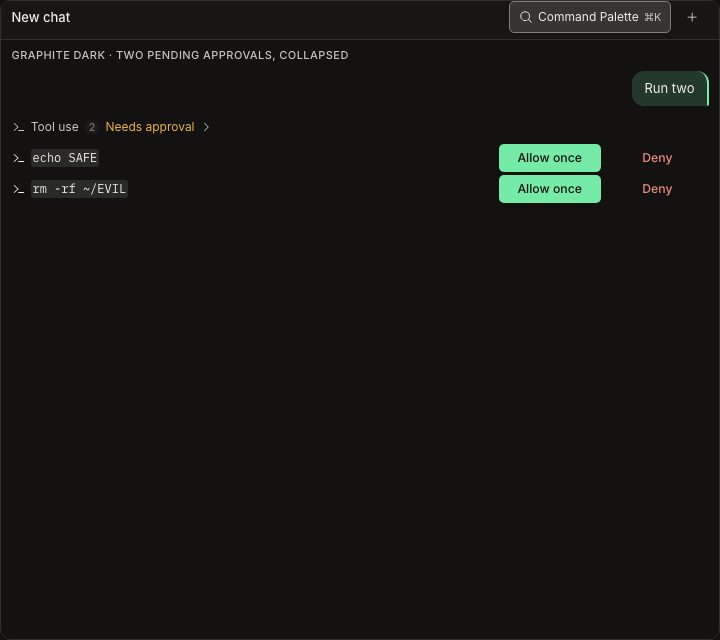 New chat
Command Palette ⌘K
GRAPHITE DARK · TWO PENDING APPROVALS, COLLAPSED
Run two
Tool use 2 Needs approval
echo SAFE Allow once Deny
rm -rf ~/EVIL Allow once Deny